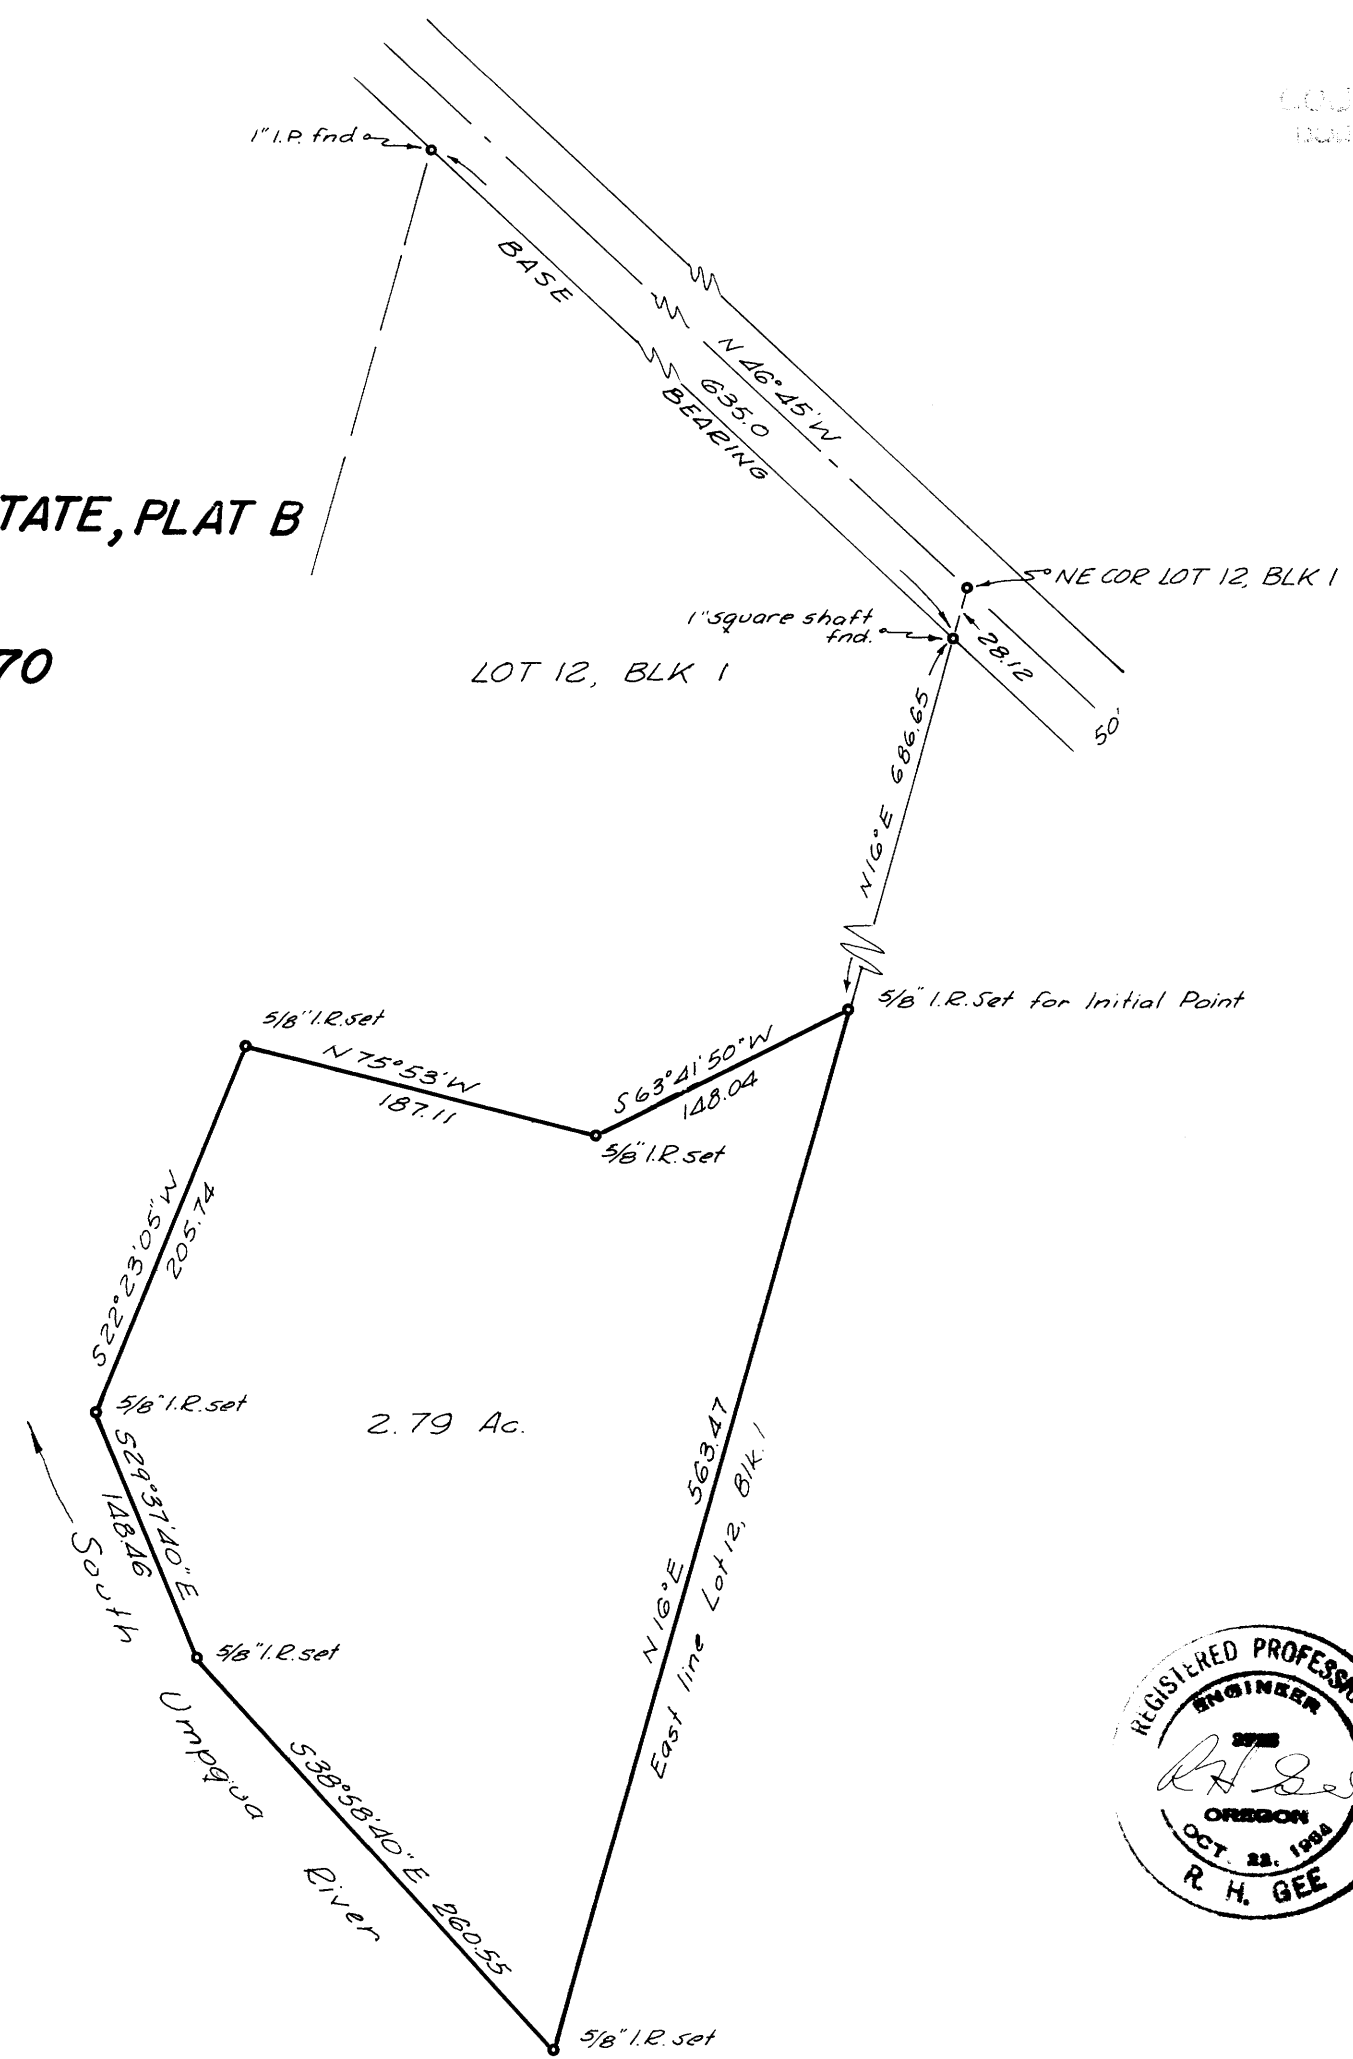 1" I.P. fnd
BASE
N 46°45' W
635.0
BEARING
TATE, PLAT B
5° NE COR LOT 12, BLK 1
1" square shaft
fnd.
28.12
70
LOT 12, BLK 1
50'
N 16° E 686.65
5/8" I.R. set for Initial Point
5/8" I.R. set
N 75°53' W
187.11
S 63°41'50" W
148.04
5/8" I.R. set
S 22°23'05" W
205.74
5/8" I.R. set
2.79 Ac.
S 29°37'40" E
148.46
N 16° E 563.47
East line Lot 12, Blk. 1
South
Umpqua
River
5/8" I.R. set
S 38°58'40" E 260.55
5/8" I.R. set
REGISTERED PROFESSIO
ENGINEER
R H Gee
OREGON
OCT. 22, 1964
R. H. GEE